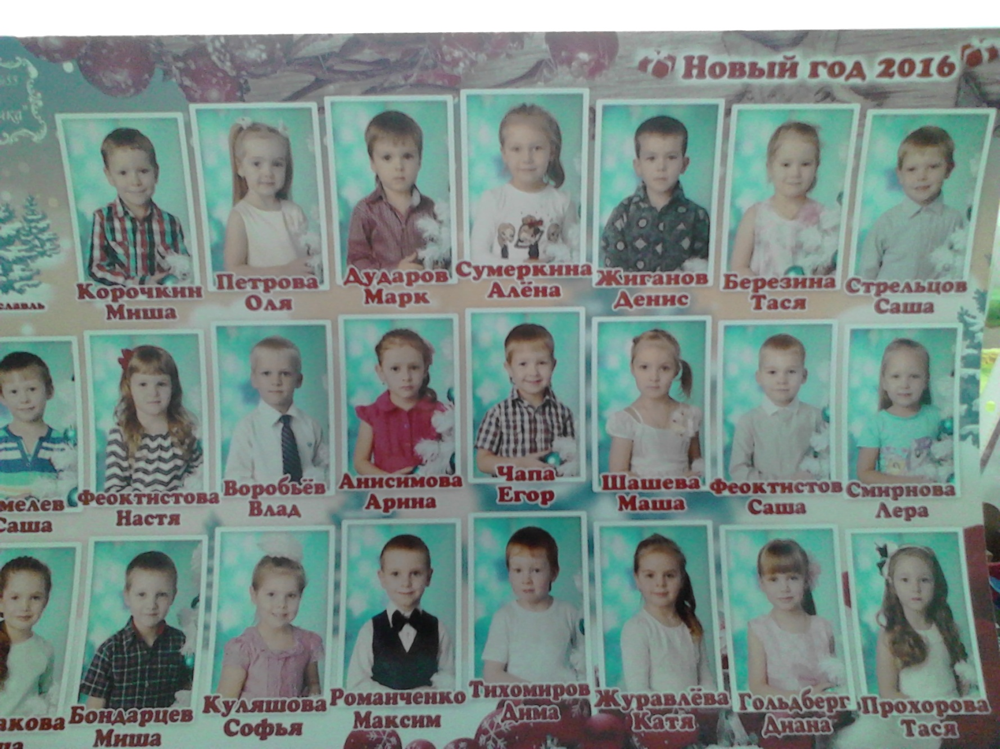 Новый год 2016
Корочкин
Миша
Петрова
Оля
Дударов
Марк
Сумеркина
Алёна
Жиганов
Денис
Березина
Тася
Стрельцов
Саша
Саша
Феоктистова
Настя
Воробьёв
Влад
Анисимова
Арина
Чапа
Егор
Шашева
Маша
Феоктистов
Саша
Смирнова
Лера
Бондарцев
Миша
Куляшова
Софья
Романченко
Максим
Тихомиров
Дима
Журавлёва
Катя
Гольдберг
Диана
Прохорова
Тася